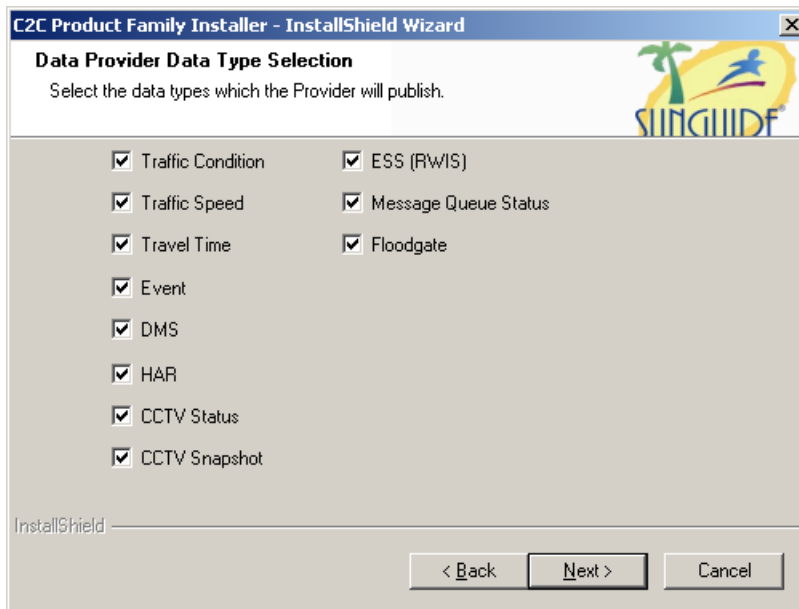 C2C Product Family Installer - InstallShield Wizard
Data Provider Data Type Selection
Select the data types which the Provider will publish.
SUNGUIDE®
Traffic Condition
Traffic Speed
Travel Time
Event
DMS
HAR
CCTV Status
CCTV Snapshot
ESS (RWIS)
Message Queue Status
Floodgate
InstallShield
< Back
Next >
Cancel